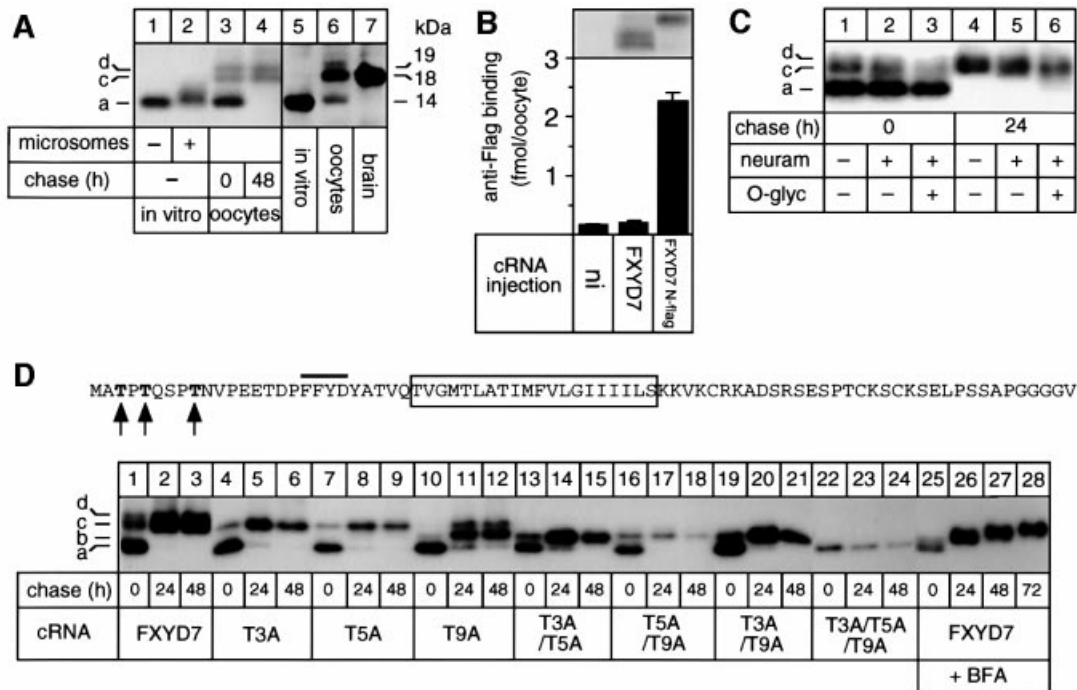 A
1 2 3 4 5 6 7 kDa
d
c
a
19
18
14
microsomes − +
chase (h) − 0 48
in vitro oocytes
in vitro oocytes brain
B
3
2
1
anti-Flag binding
(fmol/oocyte)
cRNA
injection
ni FXYD7 FXYD7 N-flag
C
1 2 3 4 5 6
d
c
a
chase (h) 0 24
neuram − + + − + +
O-glyc − − + − − +
D
MATPTQSPTNVPEETDPFFYDYATVQTVGMTLATIMFVLGIIIILSKKVKCRKADSRSESPTCKSCKSELPSSAPGGGGV
1 2 3 4 5 6 7 8 9 10 11 12 13 14 15 16 17 18 19 20 21 22 23 24 25 26 27 28
d
c
b
a
chase (h) 0 24 48 0 24 48 0 24 48 0 24 48 0 24 48 0 24 48 0 24 48 0 24 48 0 24 48 72
cRNA FXYD7 T3A T5A T9A T3A/T5A T5A/T9A T3A/T9A T3A/T5A/T9A FXYD7
+ BFA